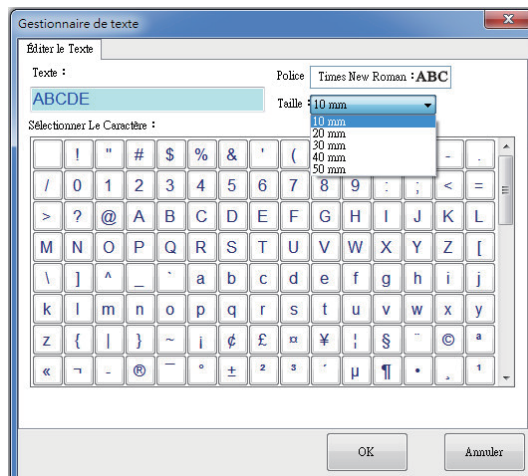 Gestionnaire de texte
Éditer le Texte
Texte :
Police
Times New Roman : ABC
ABCDE
Taille :
10 mm
10 mm
20 mm
30 mm
40 mm
50 mm
Sélectionner Le Caractère :
! " # $ % & ' ( - .
/ 0 1 2 3 4 5 6 7 8 9 : ; < =
> ? @ A B C D E F G H I J K L
M N O P Q R S T U V W X Y Z [
\ ] ^ _ ` a b c d e f g h i j
k l m n o p q r s t u v w x y
z { | } ~ ¡ ¢ £ ¤ ¥ ¦ § ¨ © ª
« ¬ - ® ¯ ° ± ² ³ ´ µ ¶ • ¸ ¹
OK
Annuler